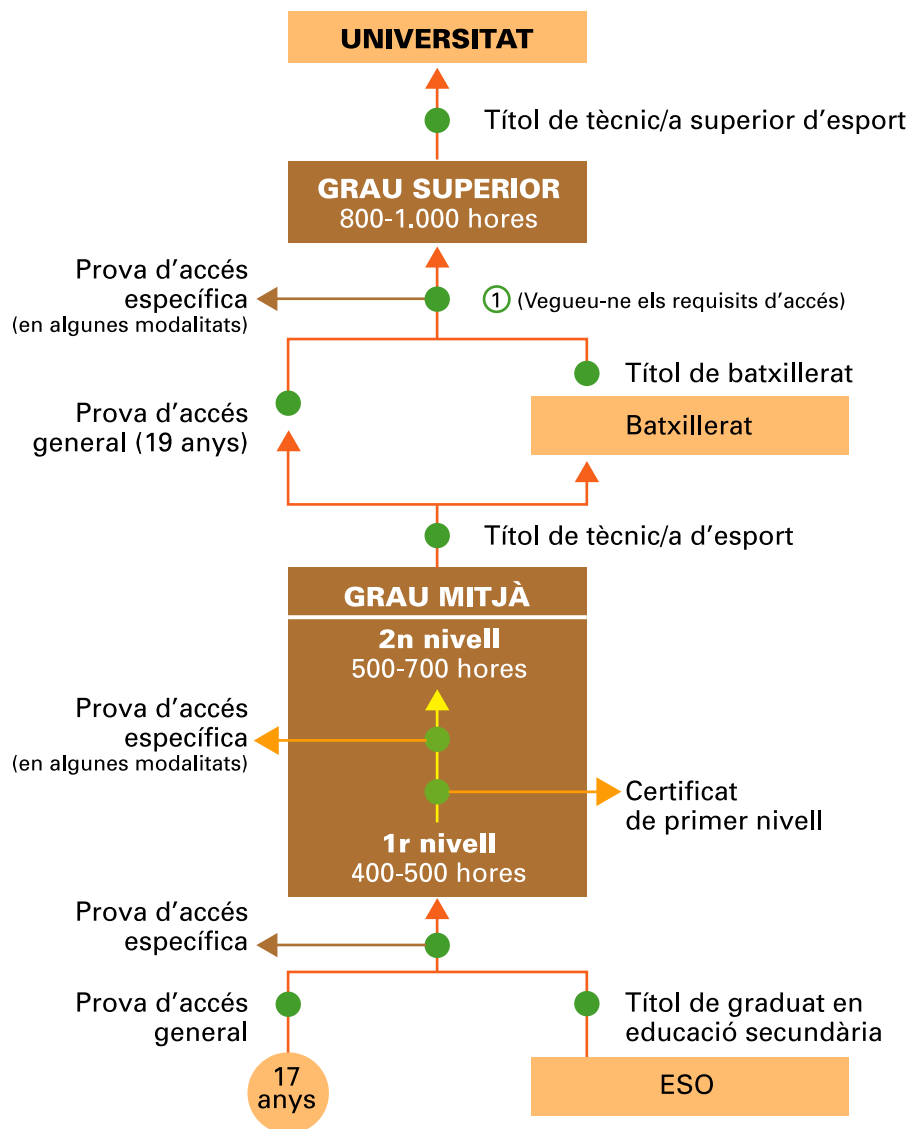 UNIVERSITAT
Títol de tècnic/a superior d’esport
GRAU SUPERIOR
800-1.000 hores
Prova d’accés
específica
(en algunes modalitats)
1 (Vegueu-ne els requisits d’accés)
Títol de batxillerat
Prova d’accés
general (19 anys)
Batxillerat
Títol de tècnic/a d’esport
GRAU MITJÀ
2n nivell
500-700 hores
Prova d’accés
específica
(en algunes modalitats)
Certificat
de primer nivell
1r nivell
400-500 hores
Prova d’accés
específica
Prova d’accés
general
Títol de graduat en
educació secundària
17
anys
ESO